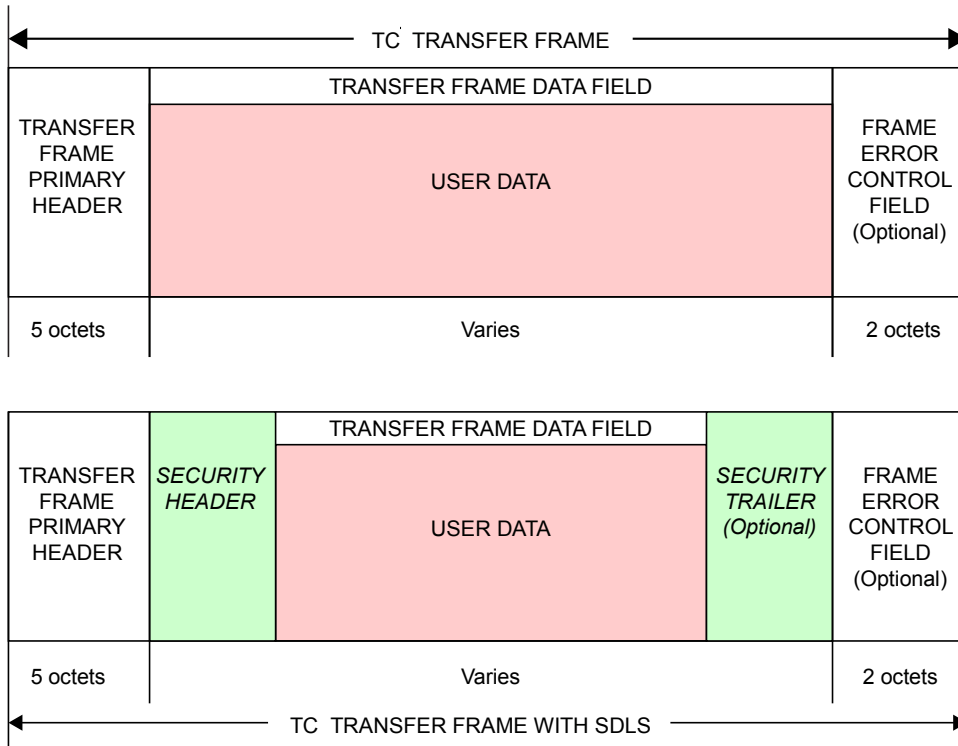 TC TRANSFER FRAME
TRANSFER FRAME DATA FIELD
TRANSFER
FRAME
PRIMARY
HEADER
USER DATA
FRAME
ERROR
CONTROL
FIELD
(Optional)
5 octets
Varies
2 octets
TRANSFER FRAME DATA FIELD
TRANSFER
FRAME
PRIMARY
HEADER
SECURITY
HEADER
USER DATA
SECURITY
TRAILER
(Optional)
FRAME
ERROR
CONTROL
FIELD
(Optional)
5 octets
Varies
2 octets
TC TRANSFER FRAME WITH SDLS